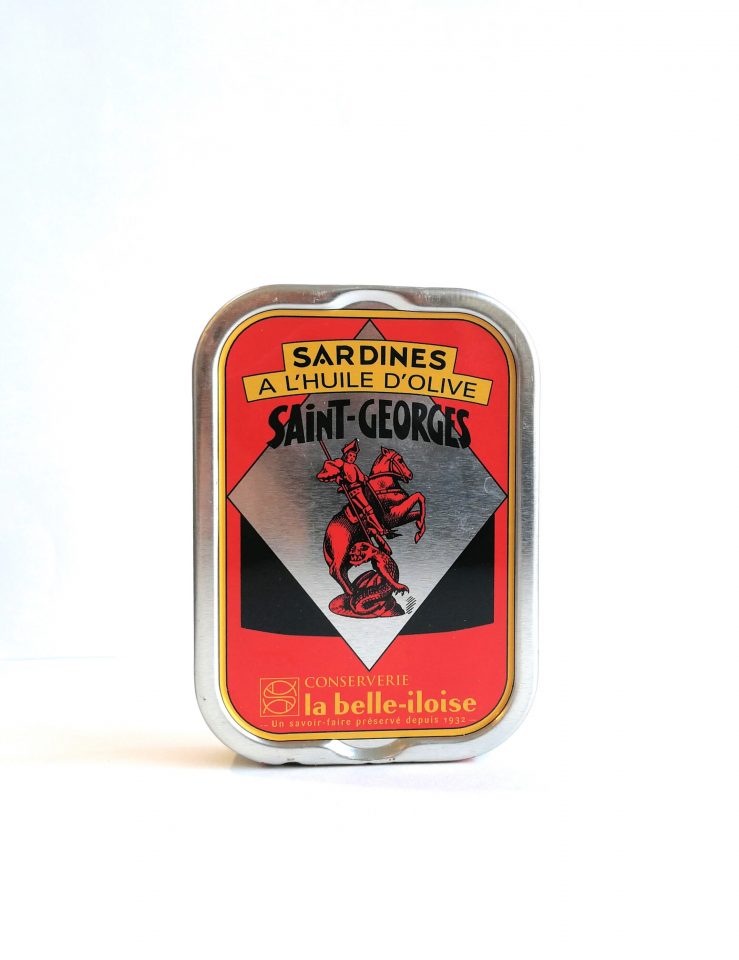 SARDINES
A L'HUILE D'OLIVE
SAiNT-GEORGES
CONSERVERIE
la belle-iloise
Un savoir-faire préservé depuis 1932